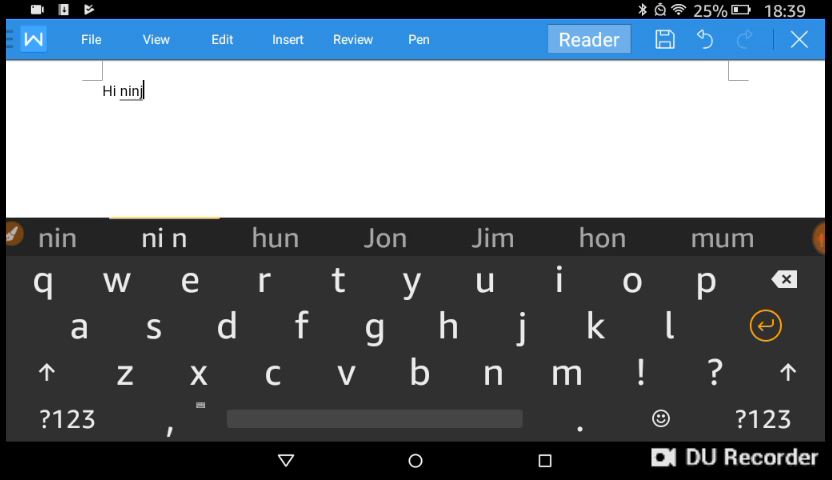 25% 18:39
W File View Edit Insert Review Pen Reader
Hi ninj
nin ni n hun Jon Jim hon mum
q w e r t y u i o p
a s d f g h j k l
z x c v b n m ! ?
?123 , . ?123
DU Recorder